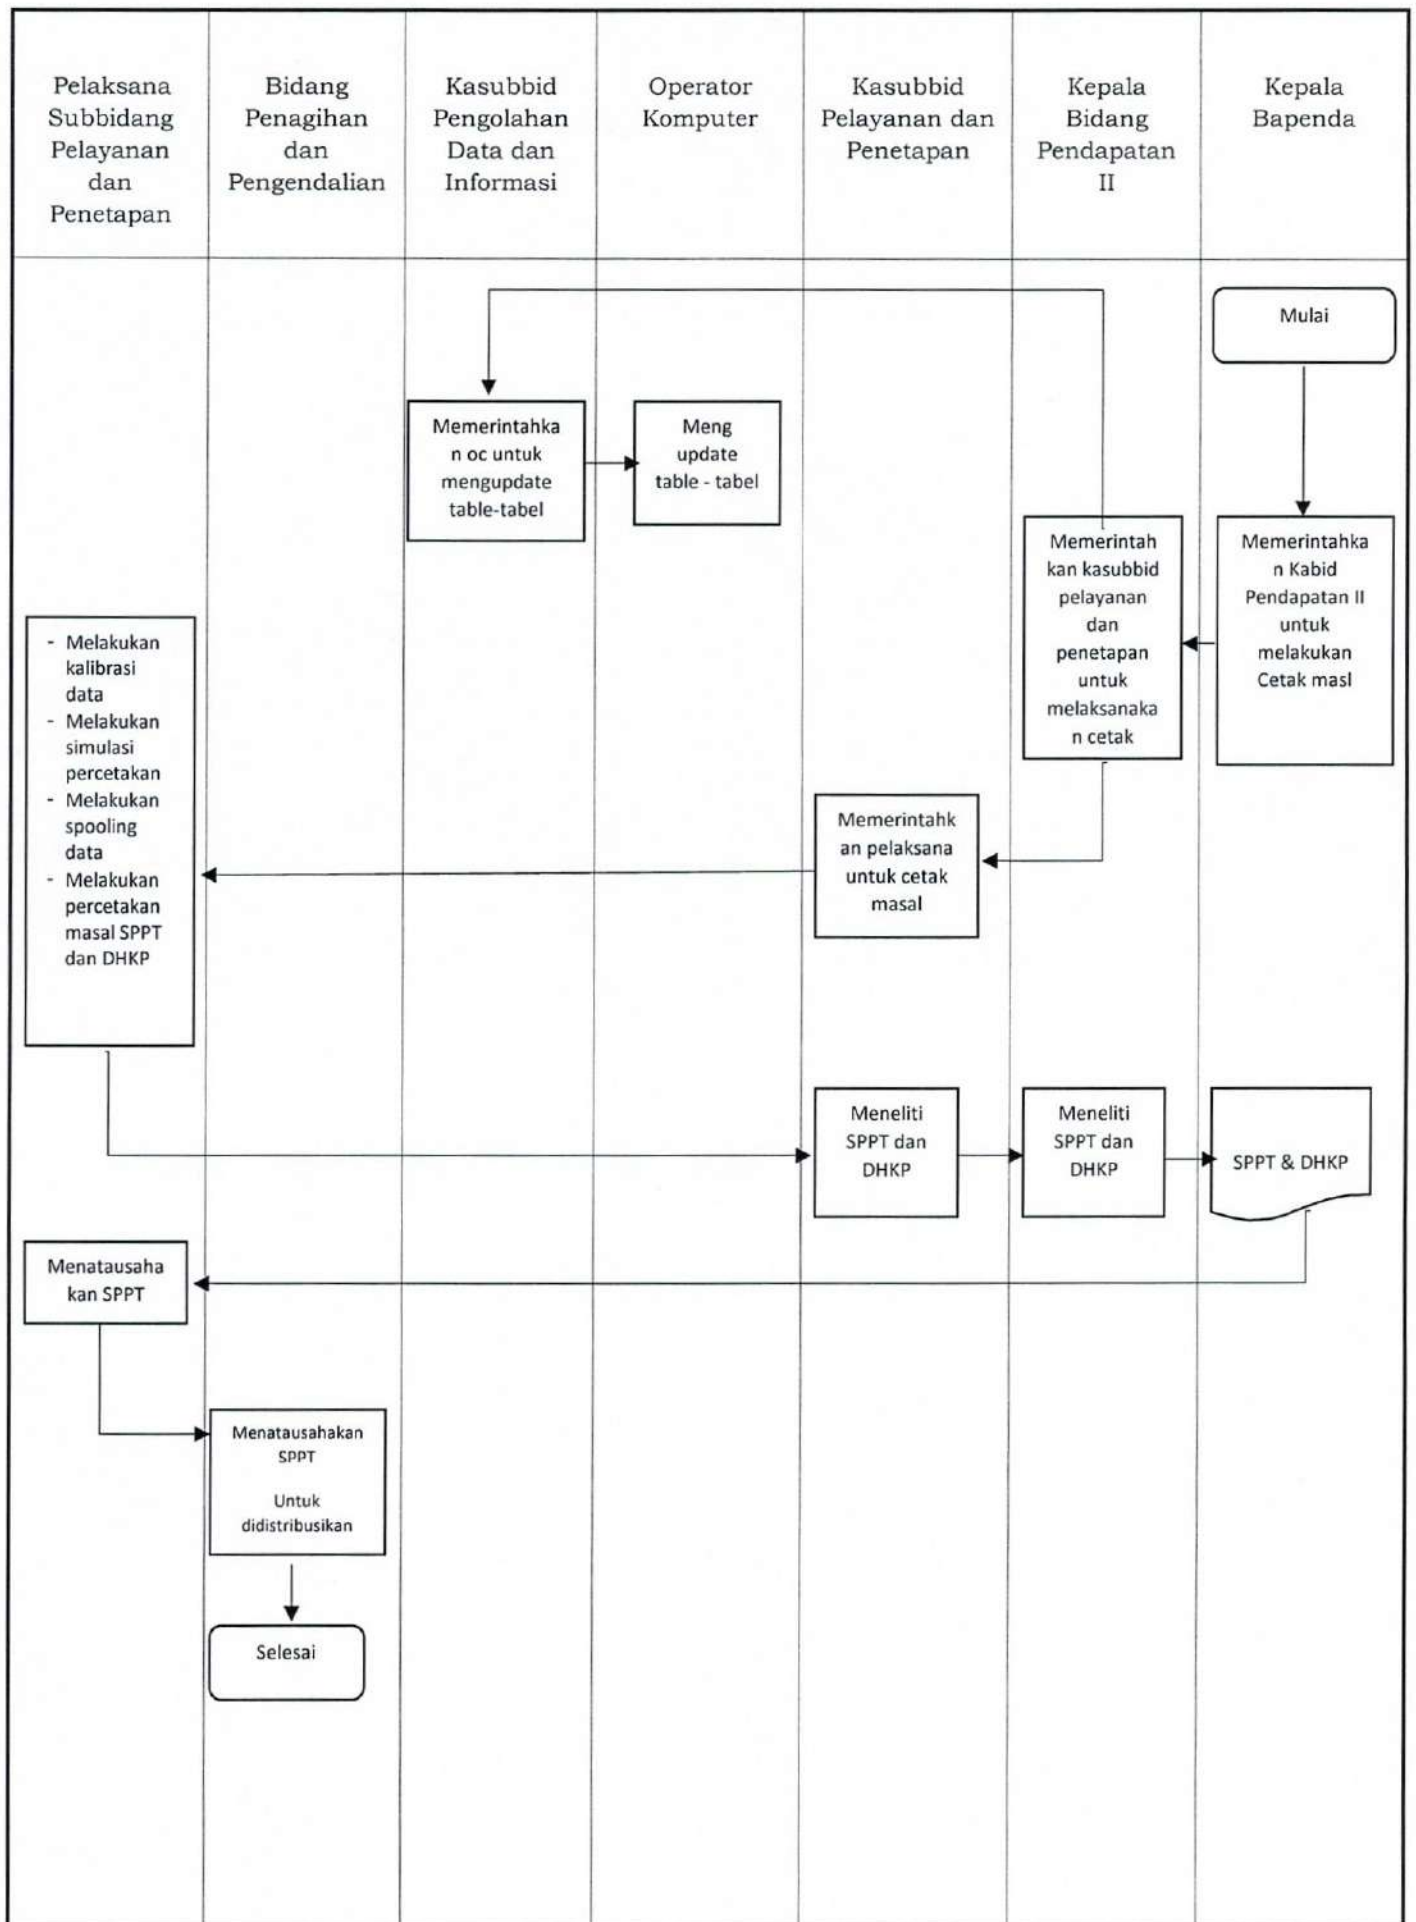 Pelaksana
Subbidang
Pelayanan
dan
Penetapan
Bidang
Penagihan
dan
Pengendalian
Kasubbid
Pengolahan
Data dan
Informasi
Operator
Komputer
Kasubbid
Pelayanan dan
Penetapan
Kepala
Bidang
Pendapatan
II
Kepala
Bapenda
Mulai
Memerintahka
n oc untuk
mengupdate
table-tabel
Meng
update
table - tabel
Memerintah
kan kasubbid
pelayanan
dan
penetapan
untuk
melaksanaka
n cetak
Memerintahka
n Kabid
Pendapatan II
untuk
melakukan
Cetak masl
- Melakukan
kalibrasi
data
- Melakukan
simulasi
percetakan
- Melakukan
spooling
data
- Melakukan
percetakan
masal SPPT
dan DHKP
Memerintahk
an pelaksana
untuk cetak
masal
Meneliti
SPPT dan
DHKP
Meneliti
SPPT dan
DHKP
SPPT & DHKP
Menatausaha
kan SPPT
Menatausahakan
SPPT
Untuk
didistribusikan
Selesai